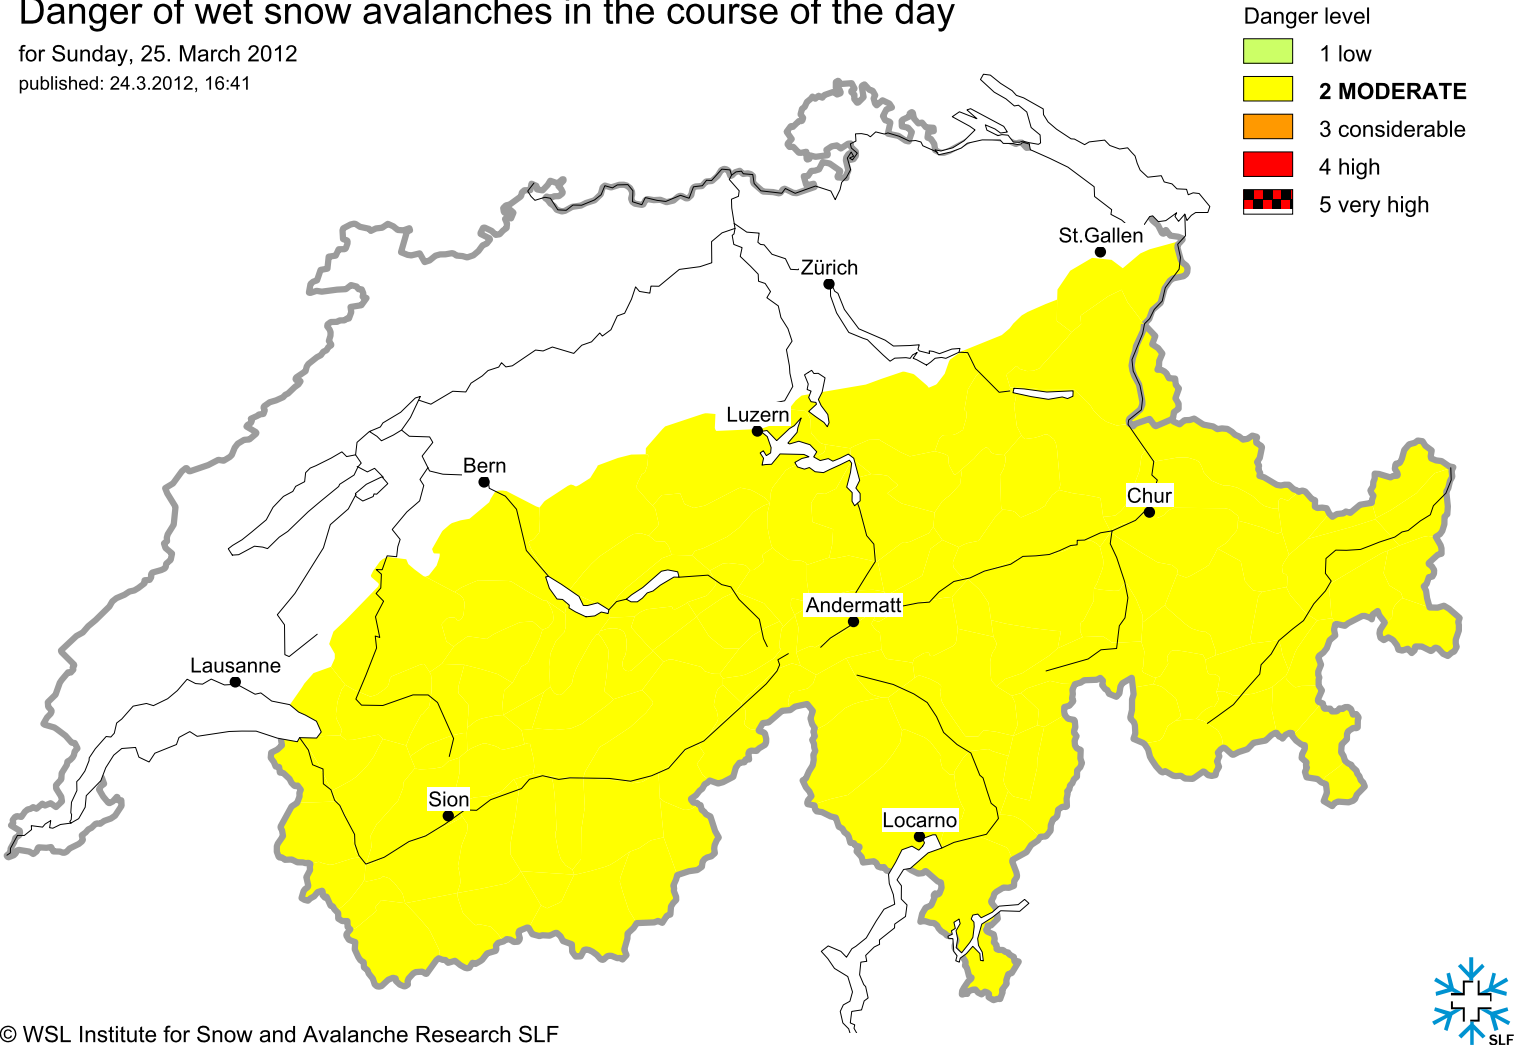 Danger of wet snow avalanches in the course of the day
for Sunday, 25. March 2012
published: 24.3.2012, 16:41
Danger level
1 low
2 MODERATE
3 considerable
4 high
5 very high
St.Gallen
Zürich
Luzern
Bern
Chur
Andermatt
Lausanne
Sion
Locarno
© WSL Institute for Snow and Avalanche Research SLF
SLF